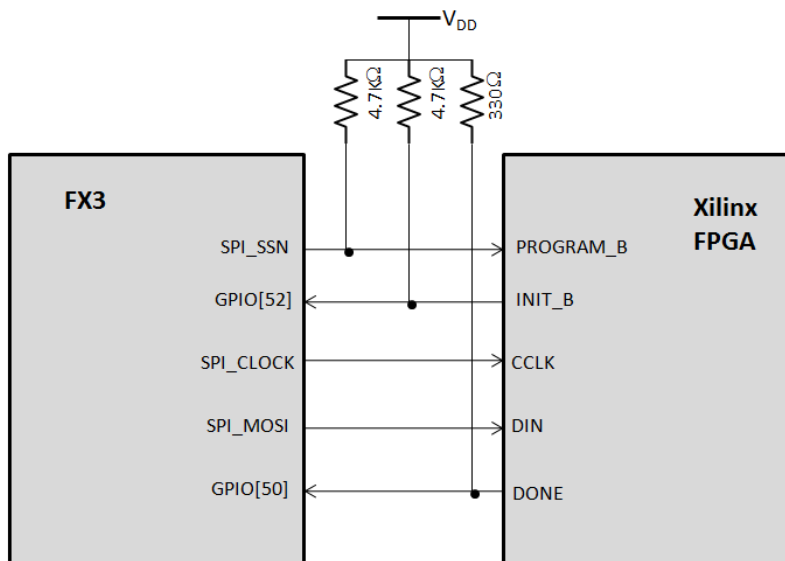 V_DD
4.7KΩ
4.7KΩ
330Ω
FX3
Xilinx
FPGA
SPI_SSN
PROGRAM_B
GPIO[52]
INIT_B
SPI_CLOCK
CCLK
SPI_MOSI
DIN
GPIO[50]
DONE